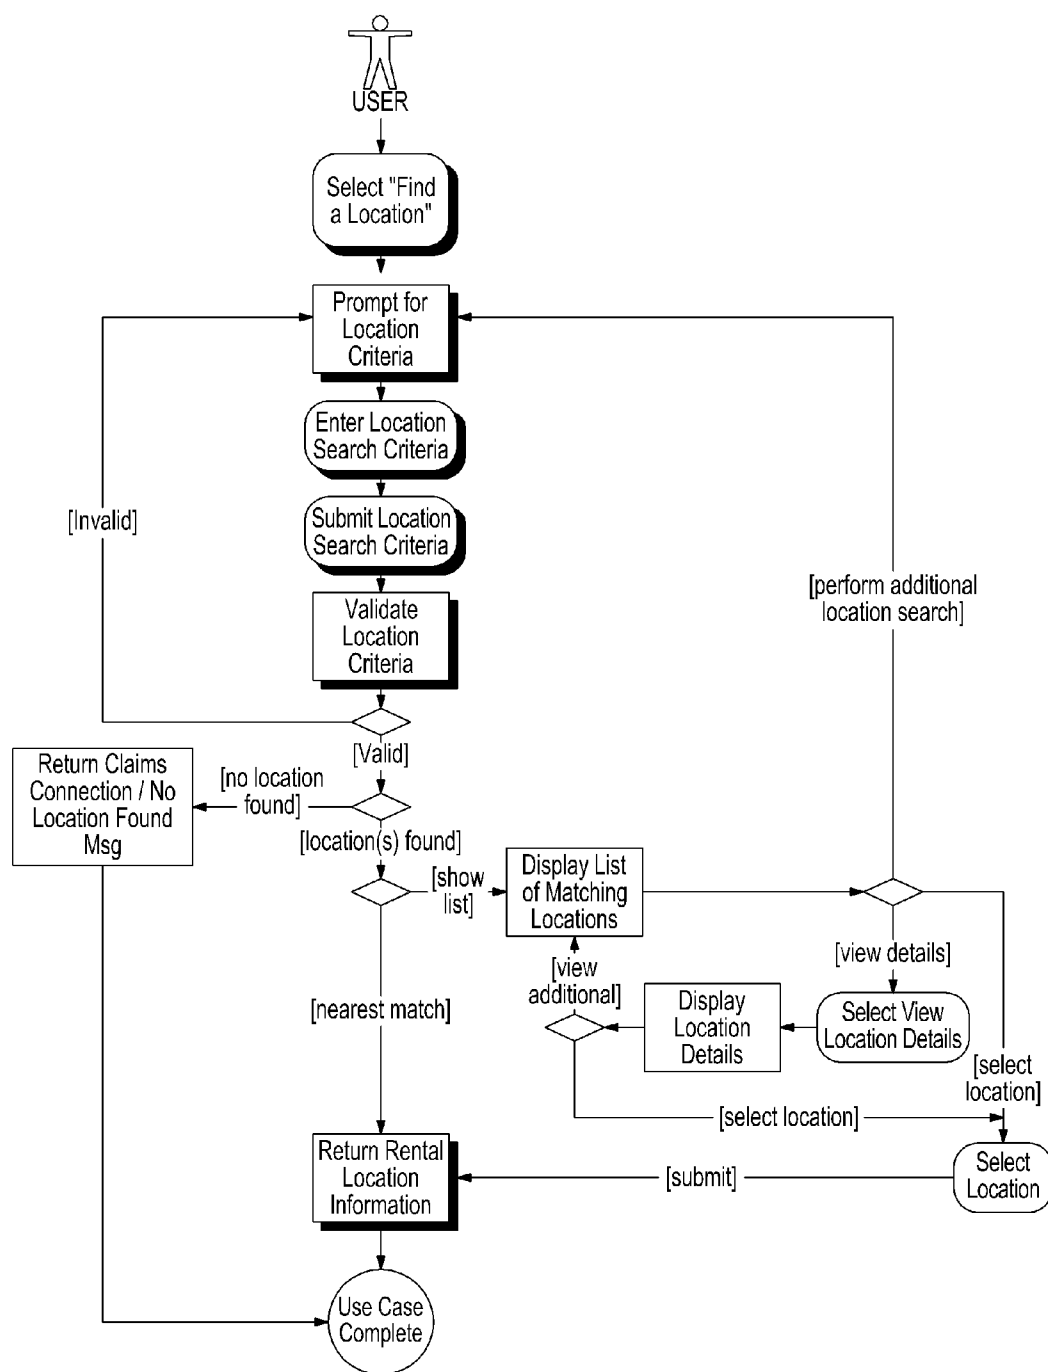 USER
Select "Find
a Location"
Prompt for
Location
Criteria
Enter Location
Search Criteria
[Invalid]
Submit Location
Search Criteria
[perform additional
location search]
Validate
Location
Criteria
[Valid]
Return Claims
Connection / No
Location Found
Msg
[no location
found]
[location(s) found]
[show
list]
Display List
of Matching
Locations
[view details]
[view
additional]
[nearest match]
Display
Location
Details
Select View
Location Details
[select
location]
[select location]
Return Rental
Location
Information
[submit]
Select
Location
Use Case
Complete